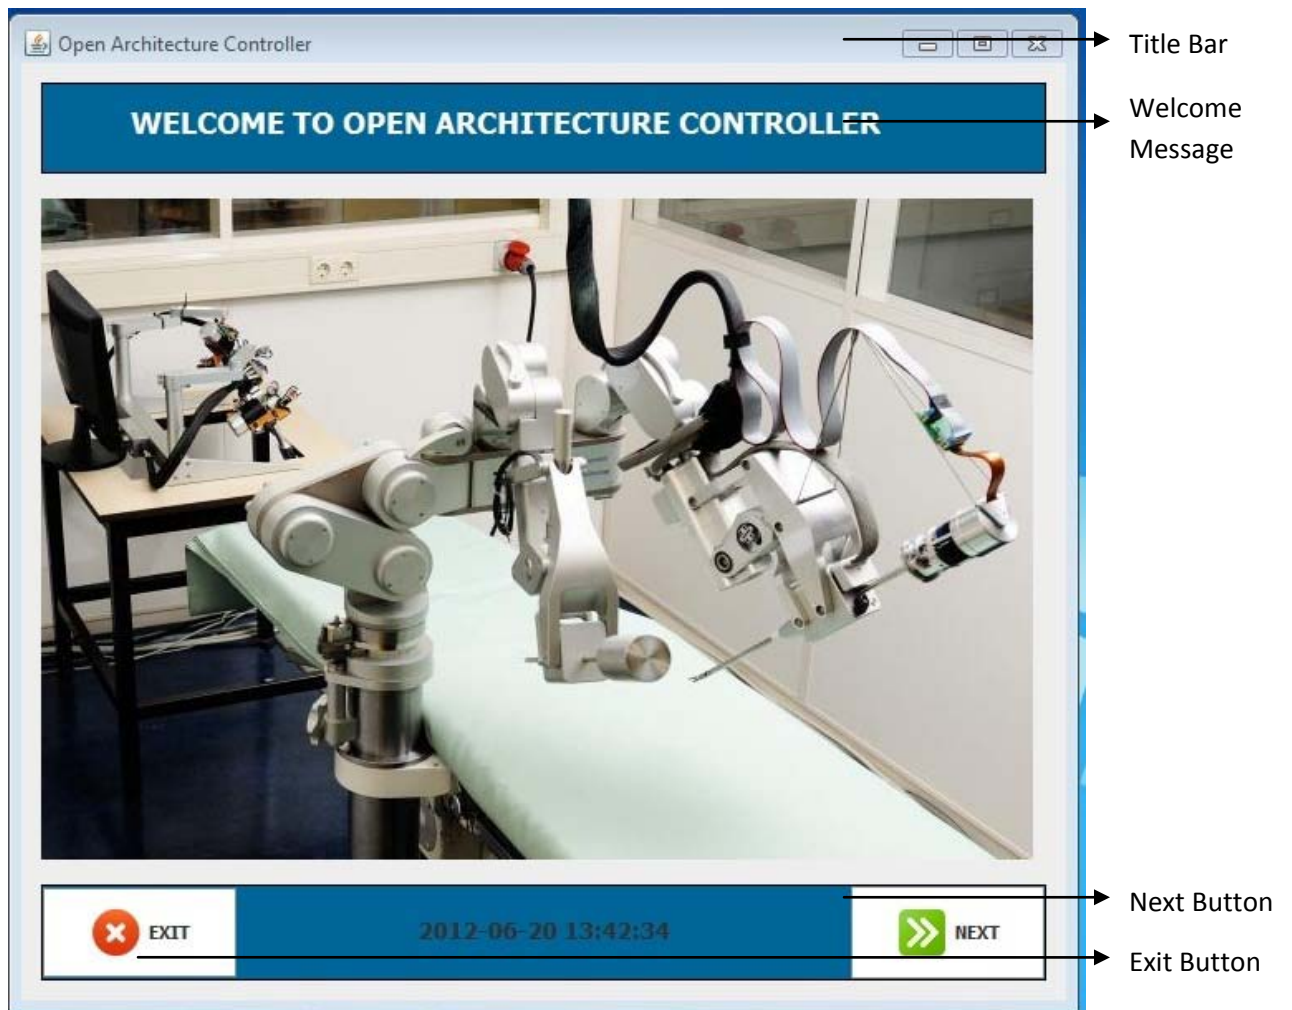 Open Architecture Controller
Title Bar
WELCOME TO OPEN ARCHITECTURE CONTROLLER
Welcome
Message
EXIT
2012-06-20 13:42:34
NEXT
Next Button
Exit Button